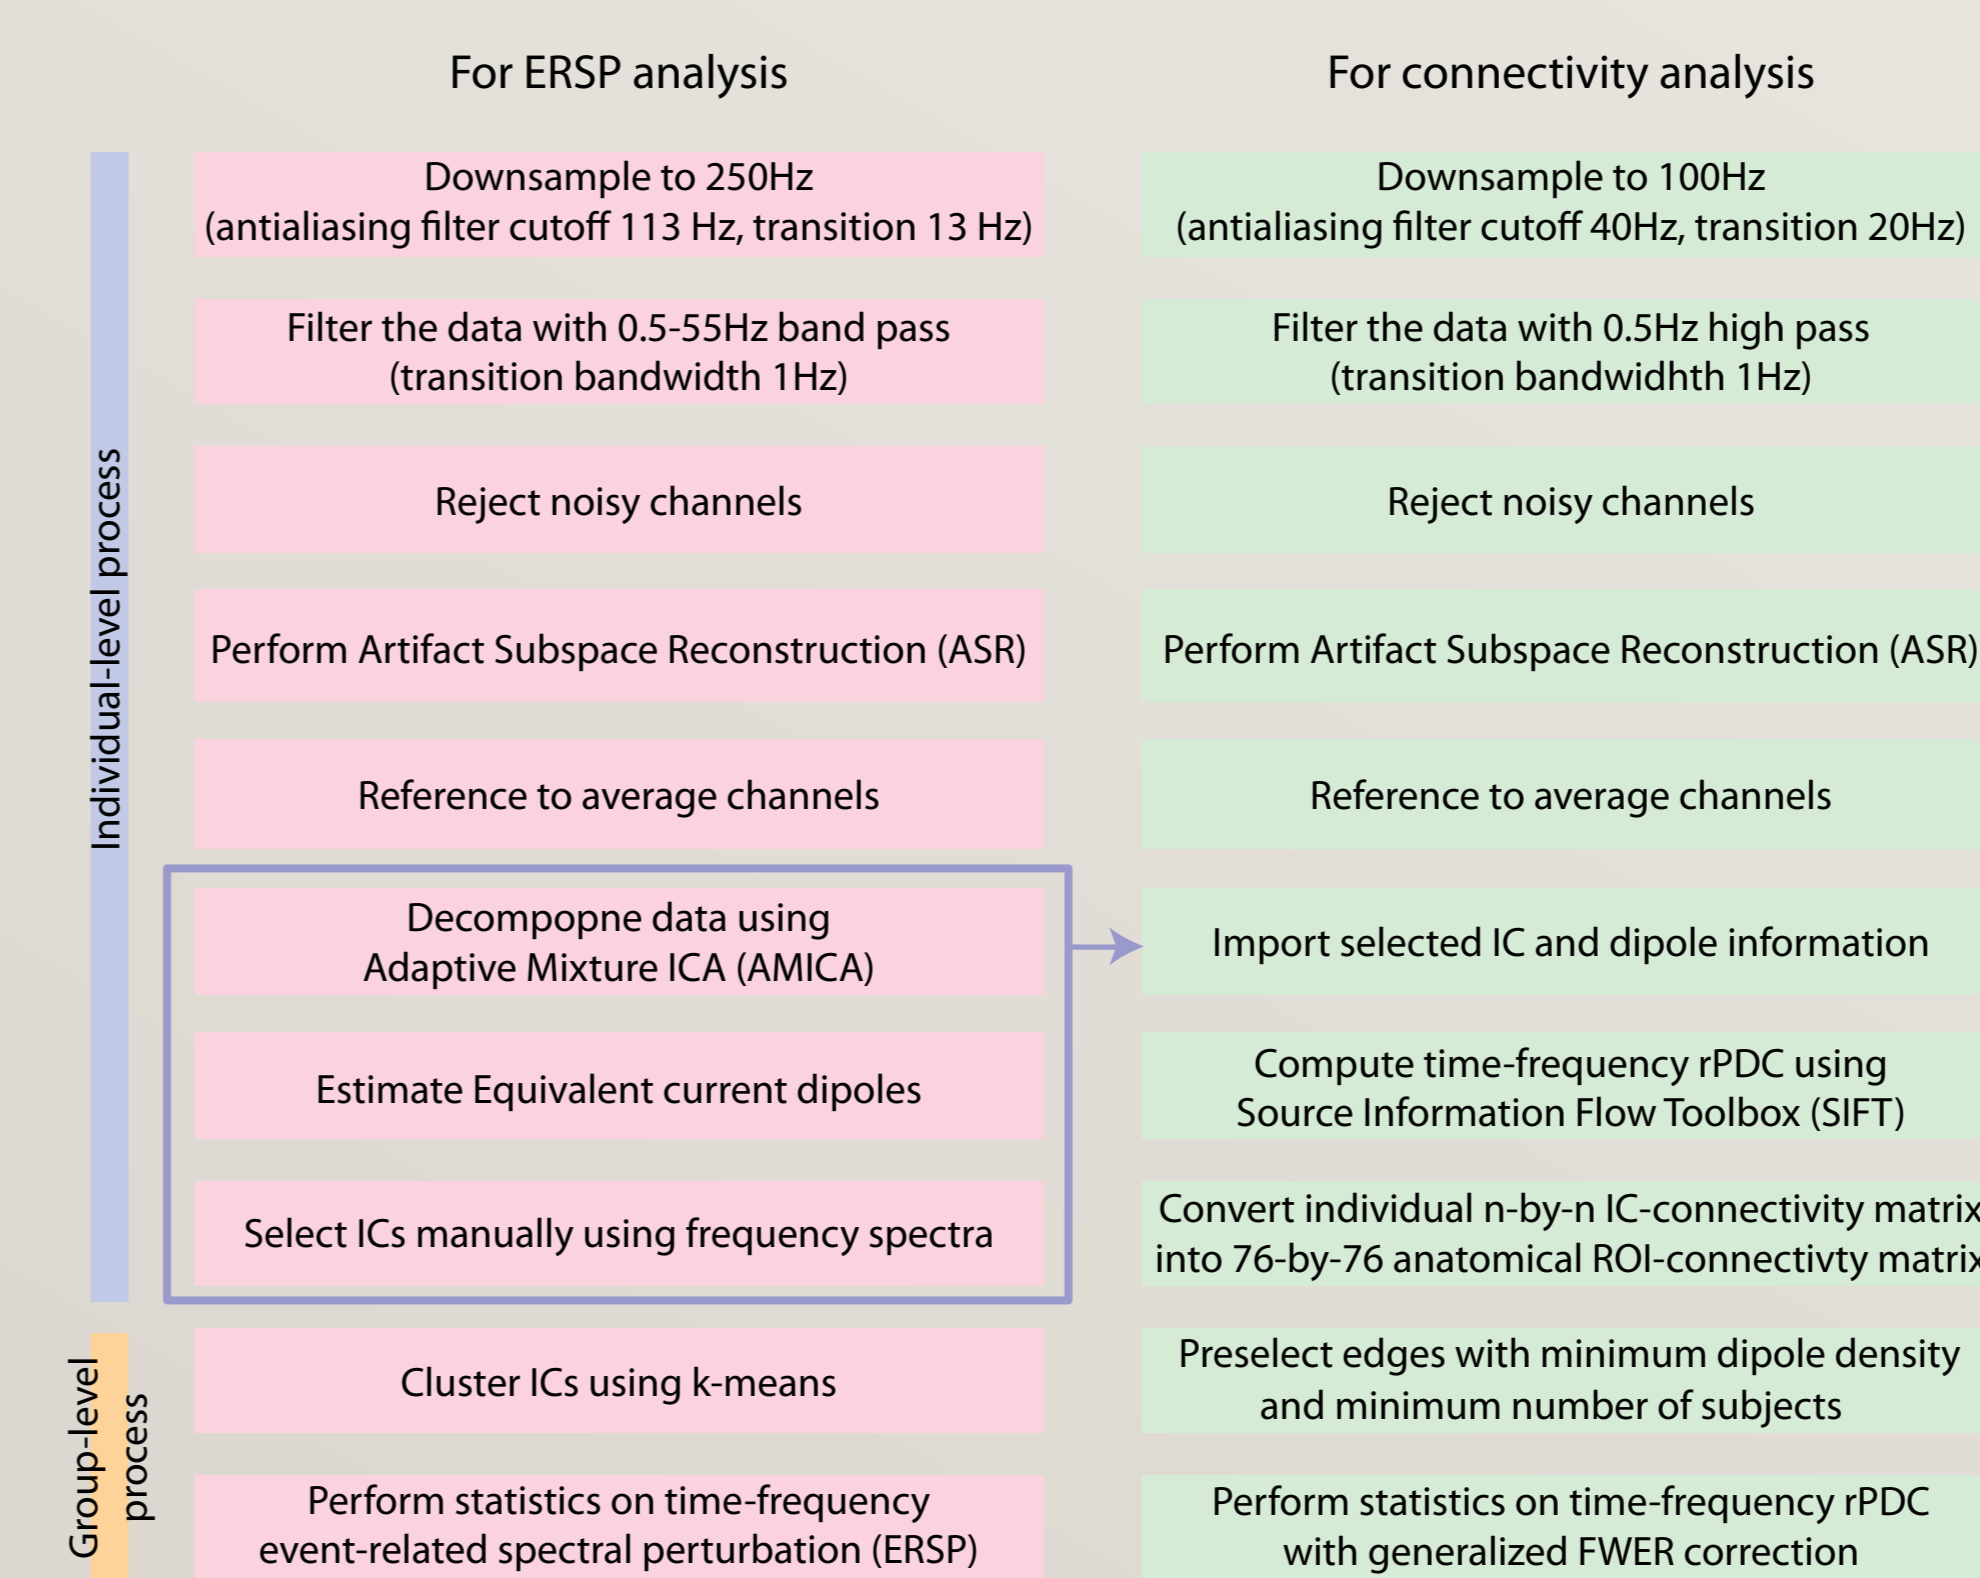 For ERSP analysis
For connectivity analysis
Individual-level process
Downsample to 250Hz
(antialiasing filter cutoff 113 Hz, transition 13 Hz)
Downsample to 100Hz
(antialiasing filter cutoff 40Hz, transition 20Hz)
Filter the data with 0.5-55Hz band pass
(transition bandwidth 1Hz)
Filter the data with 0.5Hz high pass
(transition bandwidhth 1Hz)
Reject noisy channels
Reject noisy channels
Perform Artifact Subspace Reconstruction (ASR)
Perform Artifact Subspace Reconstruction (ASR)
Reference to average channels
Reference to average channels
Decompopne data using
Adaptive Mixture ICA (AMICA)
Import selected IC and dipole information
Estimate Equivalent current dipoles
Compute time-frequency rPDC using
Source Information Flow Toolbox (SIFT)
Select ICs manually using frequency spectra
Convert individual n-by-n IC-connectivity matrix
into 76-by-76 anatomical ROI-connectivty matrix
Group-level
process
Cluster ICs using k-means
Preselect edges with minimum dipole density
and minimum number of subjects
Perform statistics on time-frequency
event-related spectral perturbation (ERSP)
Perform statistics on time-frequency rPDC
with generalized FWER correction